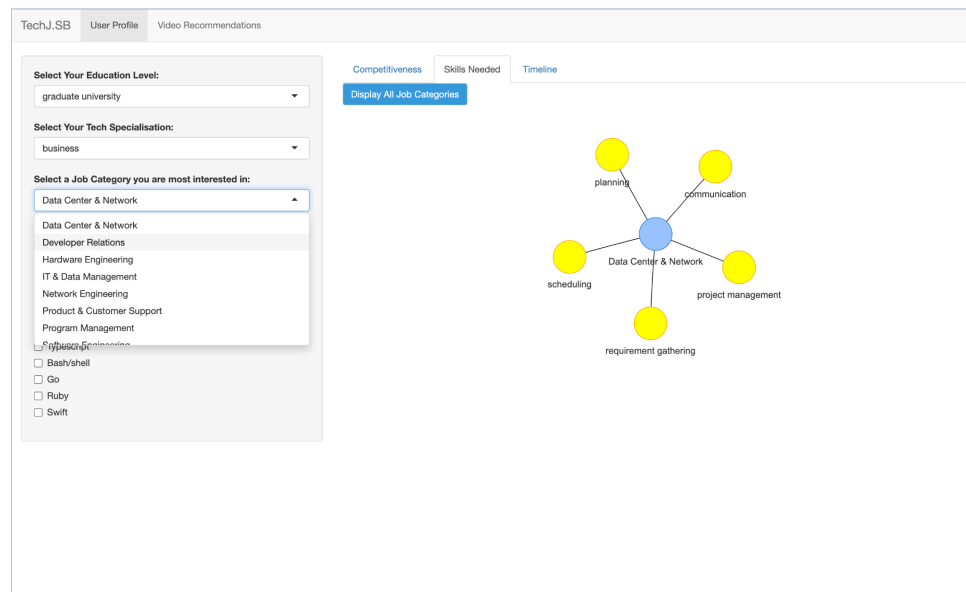 TechJ.SB User Profile Video Recommendations
Select Your Education Level:
graduate university
Select Your Tech Specialisation:
business
Select a Job Category you are most interested in:
Data Center & Network
Data Center & Network
Developer Relations
Hardware Engineering
IT & Data Management
Network Engineering
Product & Customer Support
Program Management
Software Engineering
Typescript
Bash/shell
Go
Ruby
Swift
Competitiveness Skills Needed Timeline
Display All Job Categories
planning
communication
Data Center & Network
scheduling
project management
requirement gathering